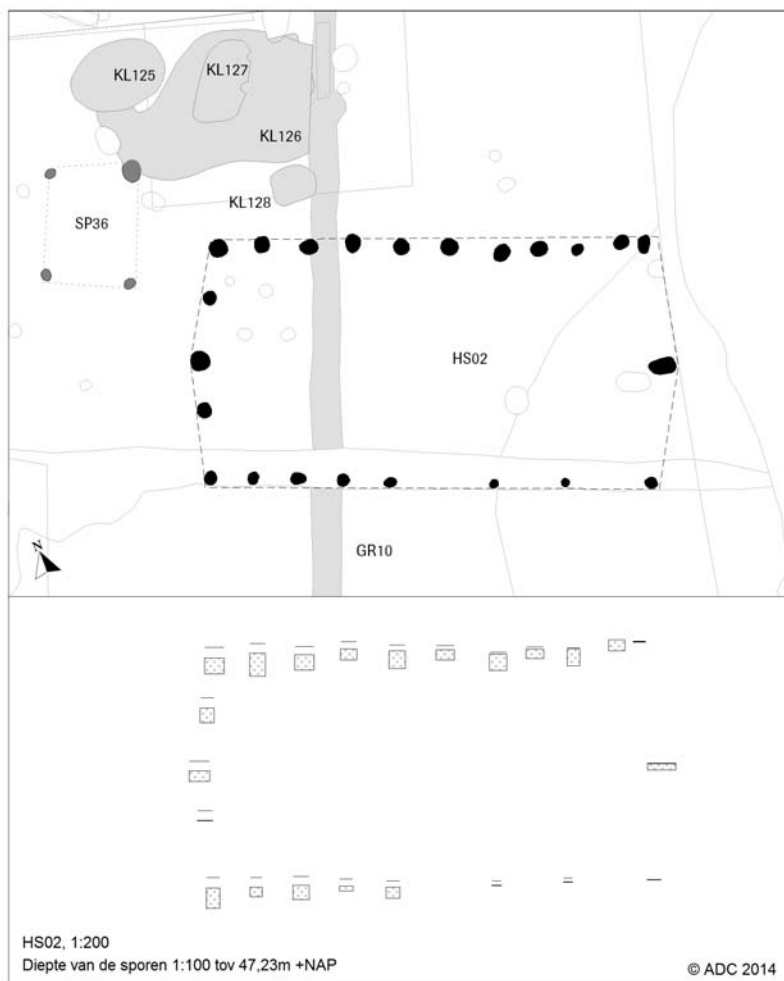 KL125
KL127
KL126
SP36
KL128
HS02
N
GR10
HS02, 1:200
Diepte van de sporen 1:100 tov 47,23m +NAP
© ADC 2014